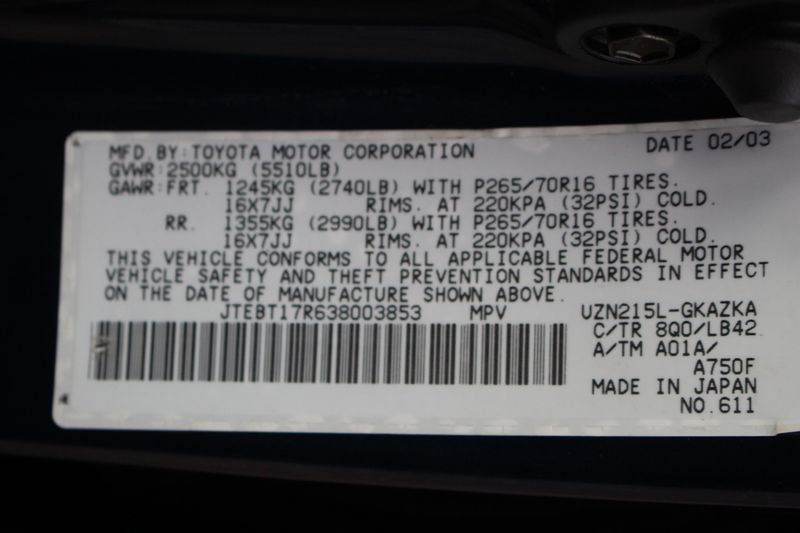 MFD. BY: TOYOTA MOTOR CORPORATION DATE 02/03
GVWR: 2500KG (5510LB)
GAWR: FRT. 1245KG (2740LB) WITH P265/70R16 TIRES.
16X7JJ RIMS. AT 220KPA (32PSI) COLD.
RR. 1355KG (2990LB) WITH P265/70R16 TIRES.
16X7JJ RIMS. AT 220KPA (32PSI) COLD.
THIS VEHICLE CONFORMS TO ALL APPLICABLE FEDERAL MOTOR
VEHICLE SAFETY AND THEFT PREVENTION STANDARDS IN EFFECT
ON THE DATE OF MANUFACTURE SHOWN ABOVE.
JTEBT17R638003853 MPV UZN215L-GKAZKA
C/TR 8Q0/LB42
A/TM A01A/
A750F
MADE IN JAPAN
NO.611